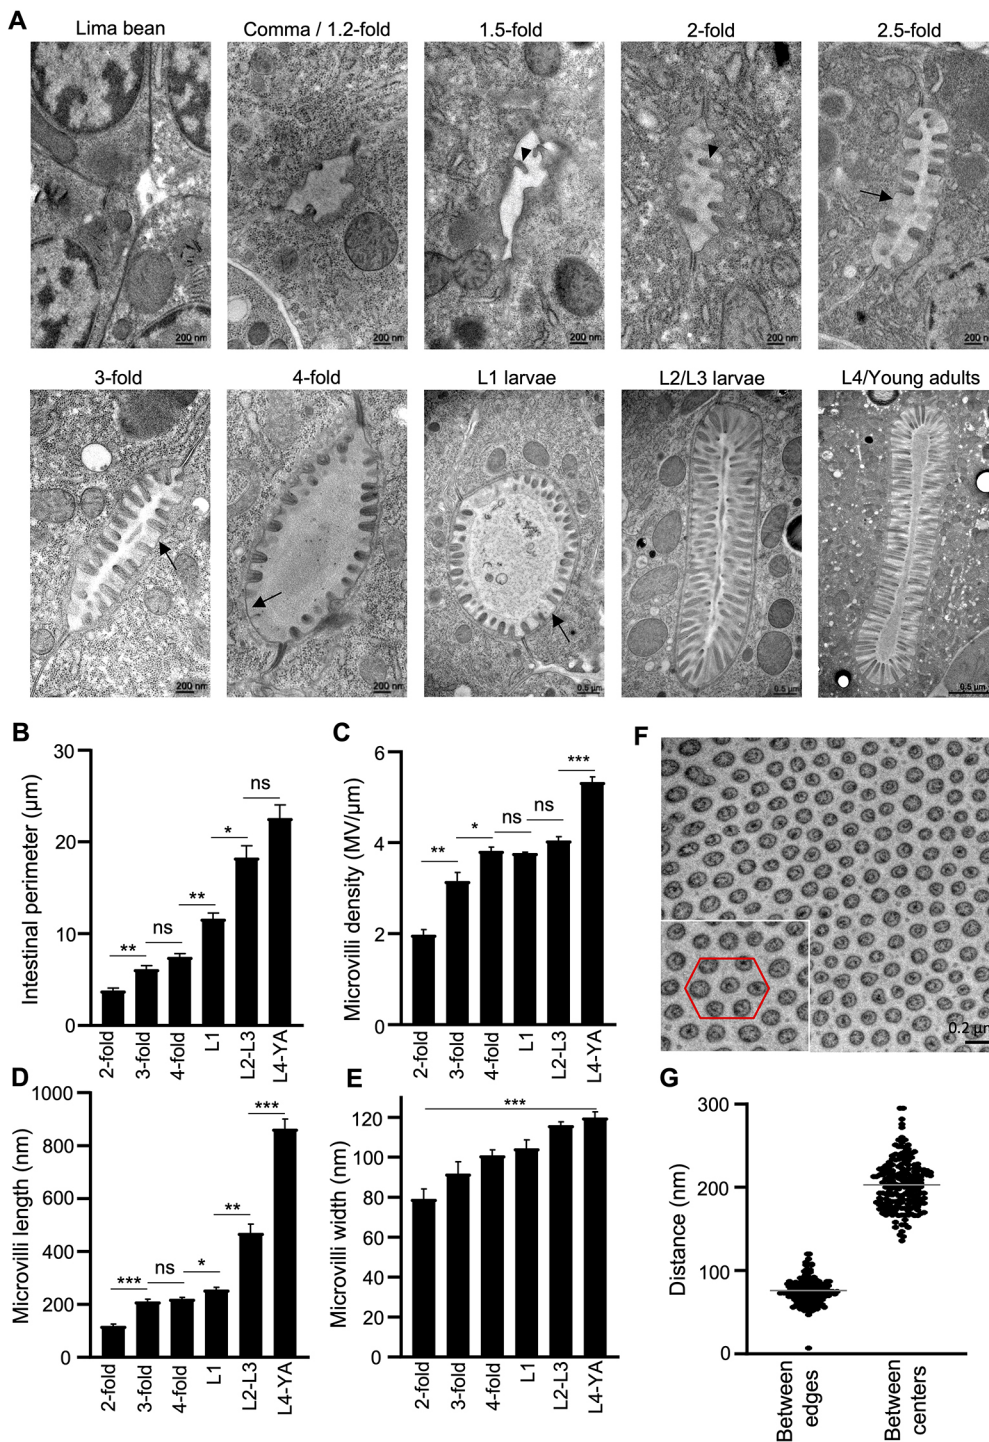 A
Lima bean
Comma / 1.2-fold
1.5-fold
2-fold
2.5-fold
200 nm
200 nm
200 nm
200 nm
200 nm
3-fold
4-fold
L1 larvae
L2/L3 larvae
L4/Young adults
200 nm
200 nm
0.5 µm
0.5 µm
0.5 µm
B
Intestinal perimeter (µm)
30
20
10
0
**
ns
**
*
ns
2-fold
3-fold
4-fold
L1
L2-L3
L4-YA
C
Microvilli density (MV/µm)
6
4
2
0
**
*
ns
ns
***
2-fold
3-fold
4-fold
L1
L2-L3
L4-YA
F
0.2 µm
D
Microvilli length (nm)
1000
800
600
400
200
0
***
ns
*
**
***
2-fold
3-fold
4-fold
L1
L2-L3
L4-YA
E
Microvilli width (nm)
120
100
80
60
40
20
0
***
2-fold
3-fold
4-fold
L1
L2-L3
L4-YA
G
Distance (nm)
300
200
100
0
Between
edges
Between
centers